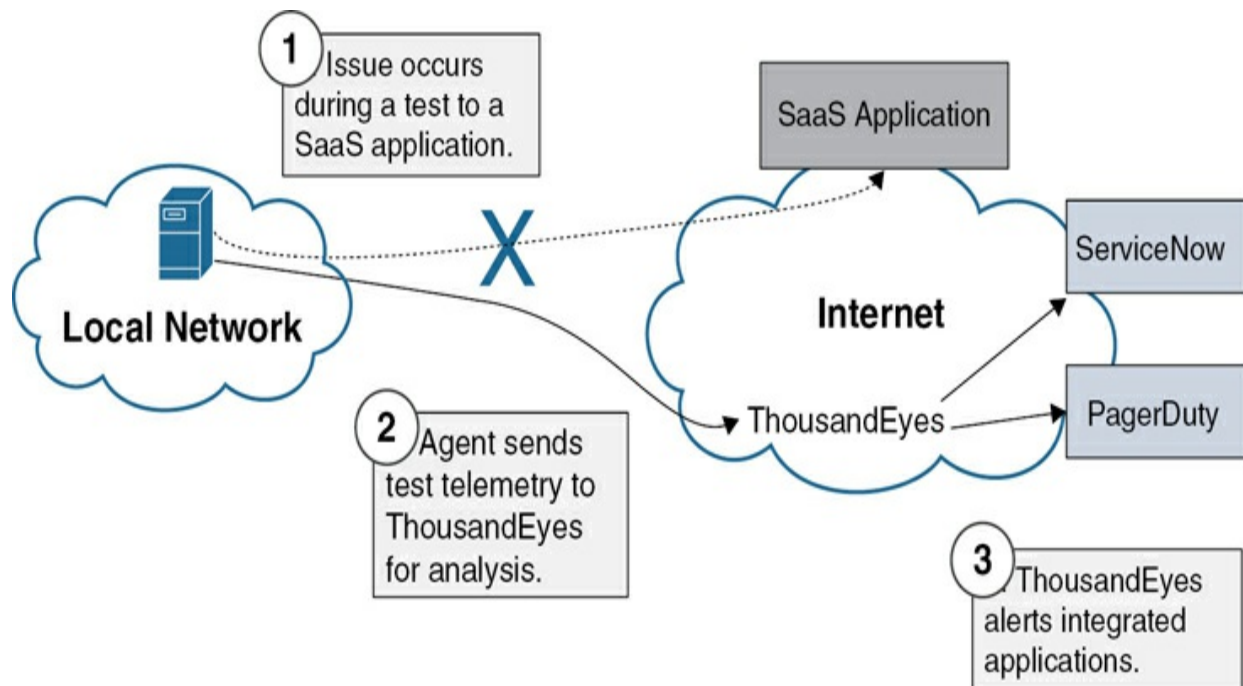 1
Issue occurs
during a test to a
SaaS application.
SaaS Application
ServiceNow
Local Network
X
Internet
ThousandEyes
PagerDuty
2
Agent sends
test telemetry to
ThousandEyes
for analysis.
3
ThousandEyes
alerts integrated
applications.